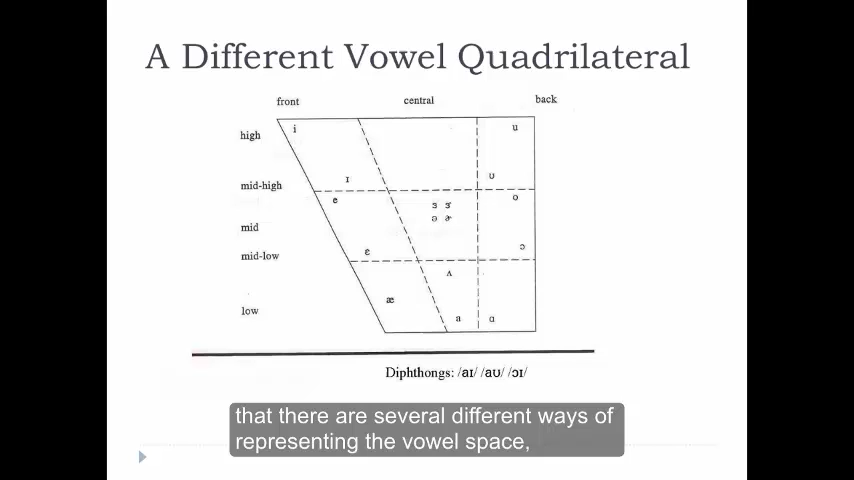 A Different Vowel Quadrilateral
front central back
high i u
mid-high ɪ ʊ
e o
ɜ ɝ
mid ə ɚ
mid-low ɛ ɔ
ʌ
æ
low a ɑ
Diphthongs: /aɪ/ /aʊ/ /ɔɪ/
that there are several different ways of
representing the vowel space,